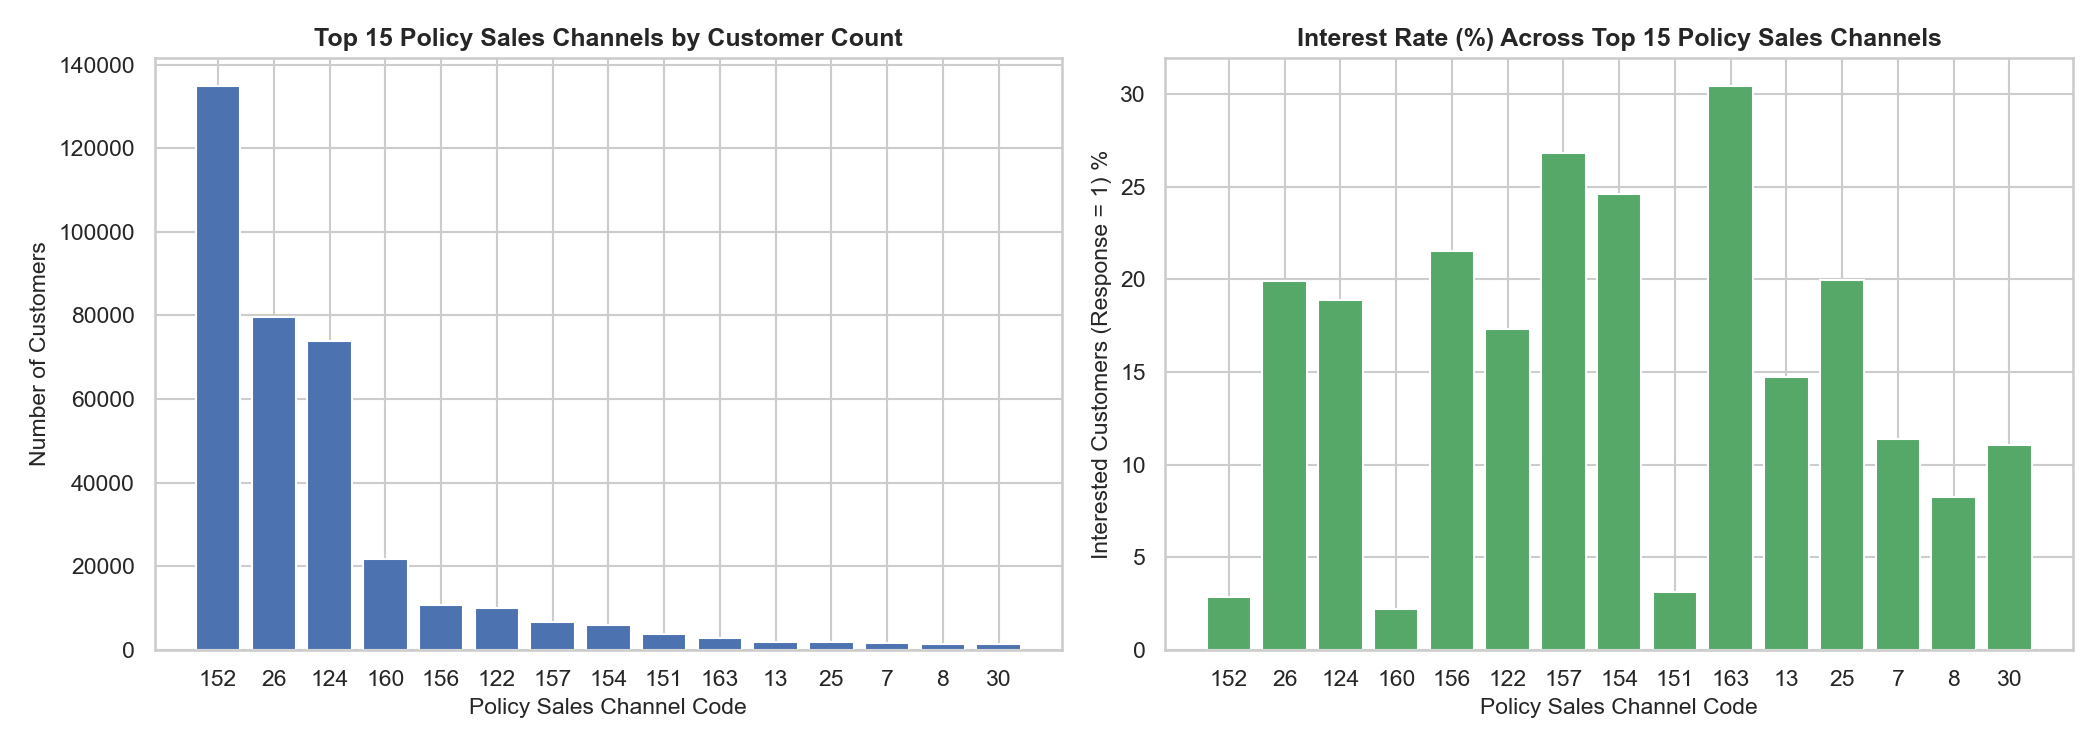 Top 15 Policy Sales Channels by Customer Count
Number of Customers
140000
120000
100000
80000
60000
40000
20000
0
152 26 124 160 156 122 157 154 151 163 13 25 7 8 30
Policy Sales Channel Code
Interest Rate (%) Across Top 15 Policy Sales Channels
Interested Customers (Response = 1) %
30
25
20
15
10
5
0
152 26 124 160 156 122 157 154 151 163 13 25 7 8 30
Policy Sales Channel Code